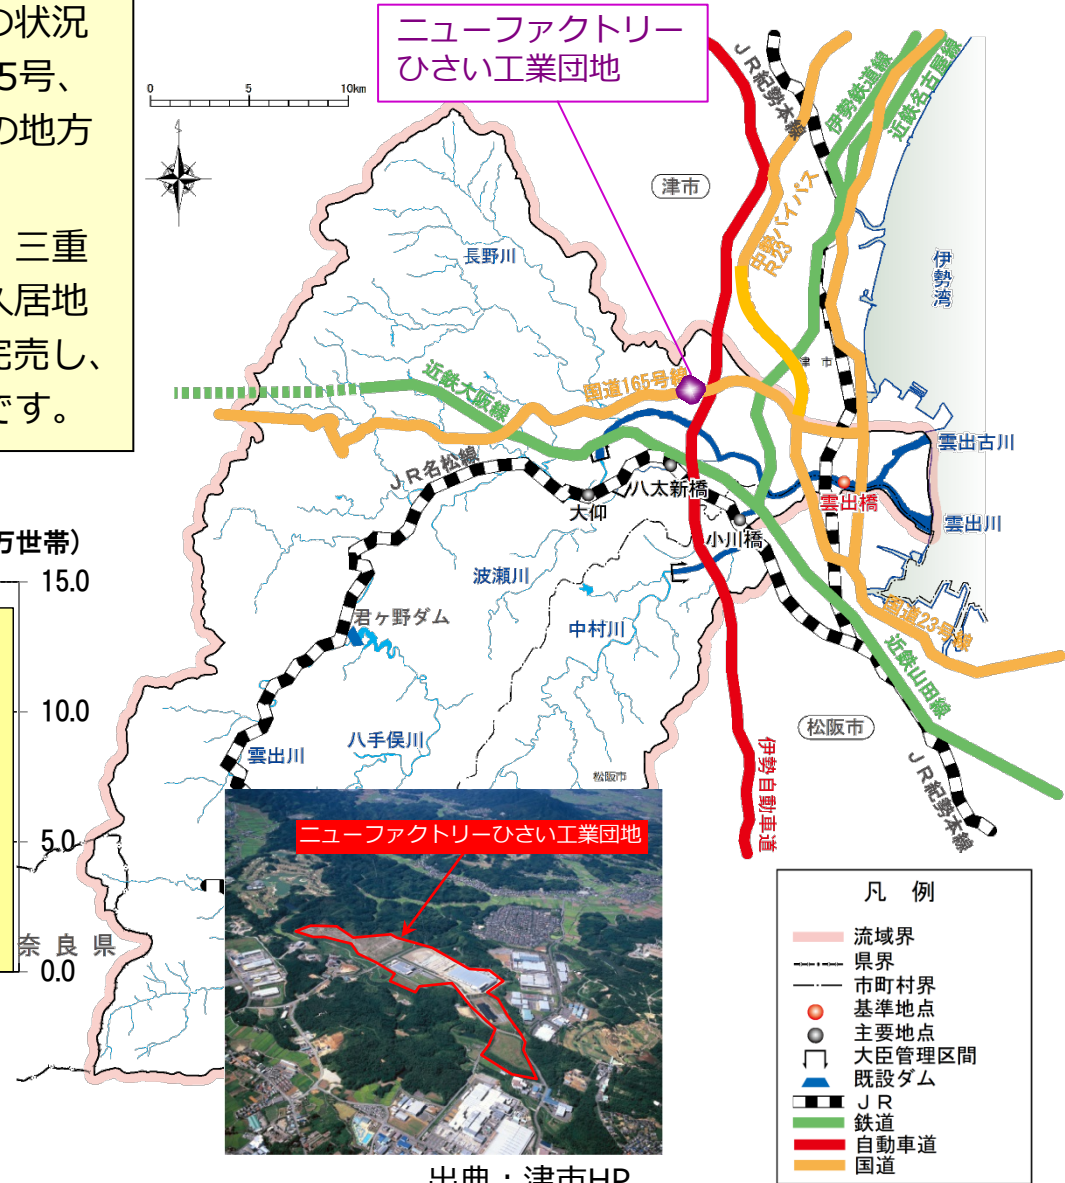 の状況
5号、
の地方
三重
久居地
完売し、
です。
ニューファクトリー
ひさい工業団地
0 5 10km
津市
JR紀勢本線
伊勢鉄道線
近鉄名古屋線
中勢バイパス
R23
伊勢湾
長野川
近鉄大阪線
国道165号線
津市
JR名松線
八太新橋
大仰
小川橋
雲出橋
雲出古川
雲出川
万世帯）
15.0
10.0
5.0
0.0
波瀬川
君ヶ野ダム
中村川
国道23号線
近鉄山田線
雲出川
八手俣川
松阪市
松阪市
伊勢自動車道
JR紀勢本線
奈良県
ニューファクトリーひさい工業団地
凡 例
流域界
県界
市町村界
基準地点
主要地点
大臣管理区間
既設ダム
ＪＲ
鉄道
自動車道
国道
出典：津市HP